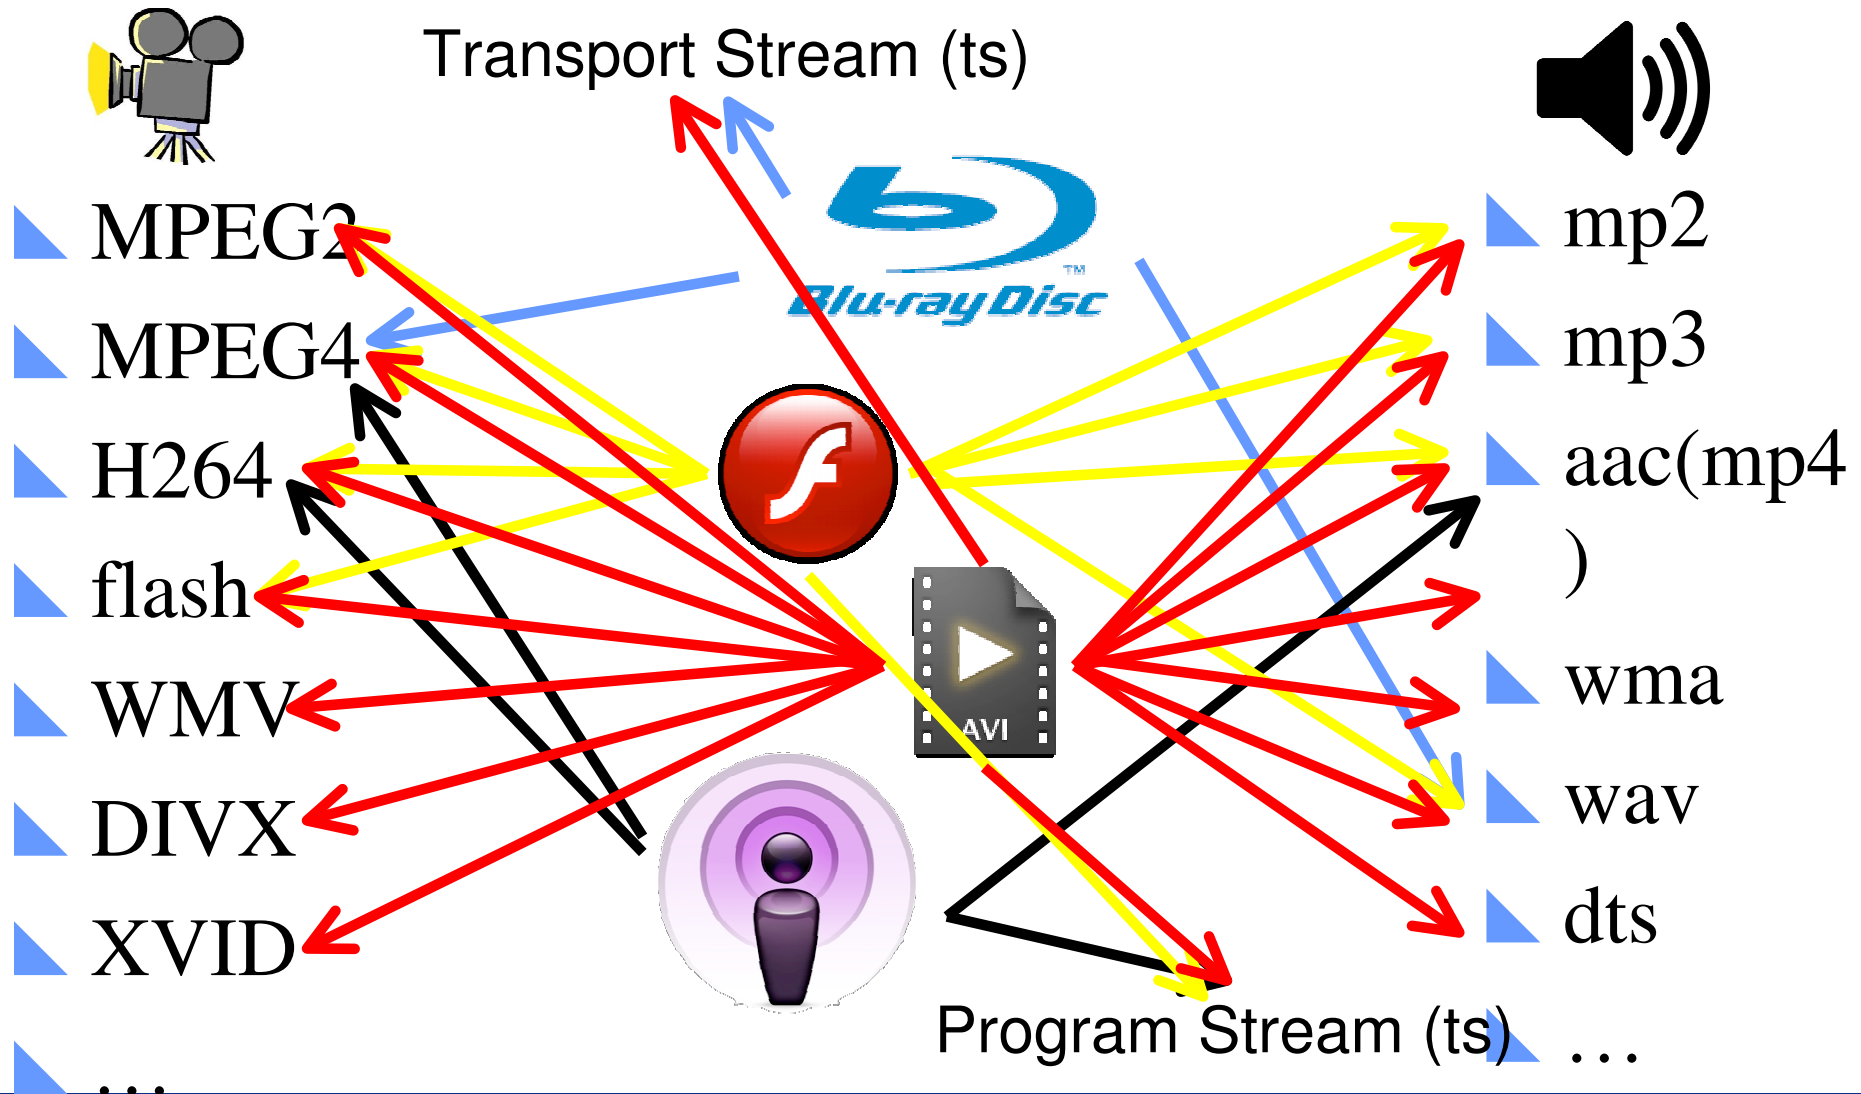 Transport Stream (ts)
MPEG2
MPEG4
H264
flash
WMV
DIVX
XVID
…
TM
Blu-ray Disc
AVI
mp2
mp3
aac(mp4
)
wma
wav
dts
…
Program Stream (ts)